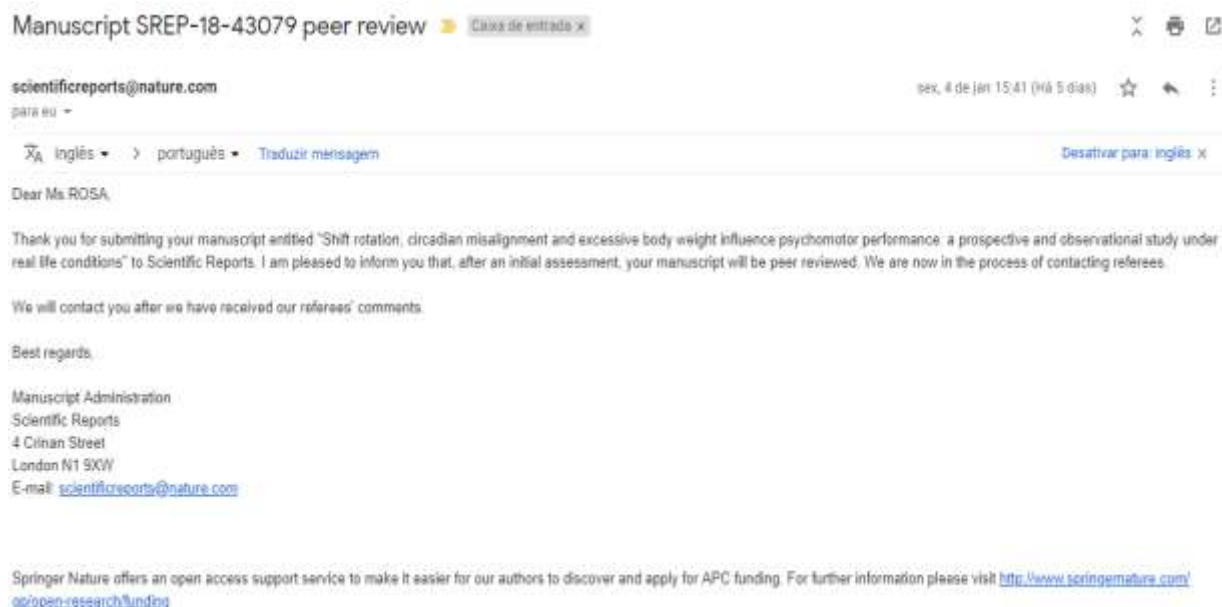 Manuscript SREP-18-43079 peer review Caixa de entrada x
scientificreports@nature.com sex, 4 de jan 15:41 (Há 5 dias)
para eu
inglês > português Traduzir mensagem Desativar para: inglês x
Dear Ms ROSA,
Thank you for submitting your manuscript entitled "Shift rotation, circadian misalignment and excessive body weight influence psychomotor performance: a prospective and observational study under
real life conditions" to Scientific Reports. I am pleased to inform you that, after an initial assessment, your manuscript will be peer reviewed. We are now in the process of contacting referees.
We will contact you after we have received our referees' comments.
Best regards,
Manuscript Administration
Scientific Reports
4 Crinan Street
London N1 9XW
E-mail: scientificreports@nature.com
Springer Nature offers an open access support service to make it easier for our authors to discover and apply for APC funding. For further information please visit http://www.springernature.com/
gp/open-research/funding